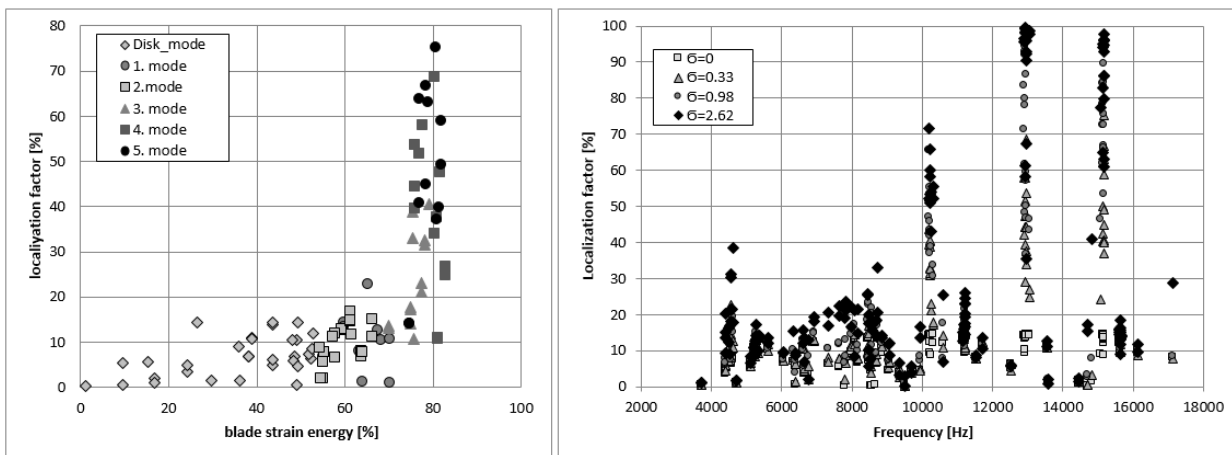 80
70
60
50
40
30
20
10
0
localiyation factor [%]
Disk_mode
1. mode
2.mode
3. mode
4. mode
5. mode
0 20 40 60 80 100
blade strain energy [%]
100
90
80
70
60
50
40
30
20
10
0
Localization factor [%]
Ϭ=0
Ϭ=0.33
Ϭ=0.98
Ϭ=2.62
2000 4000 6000 8000 10000 12000 14000 16000 18000
Frequency [Hz]